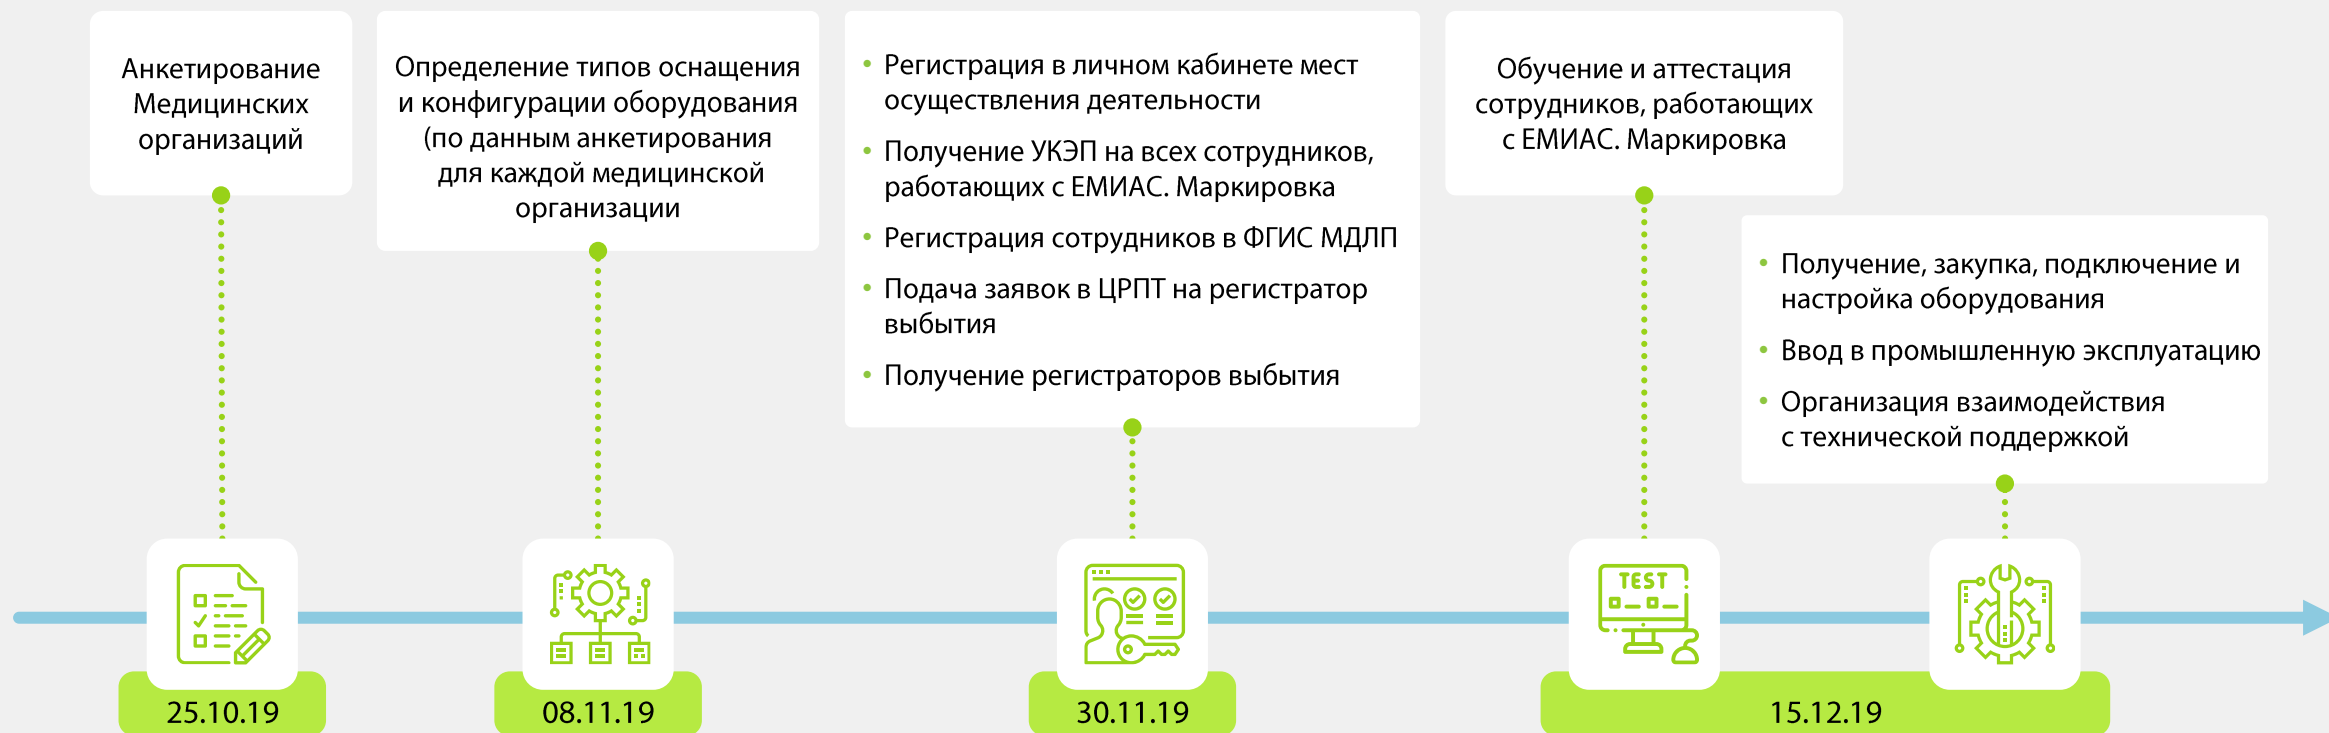 Анкетирование
Медицинских
организаций
Определение типов оснащения
и конфигурации оборудования
(по данным анкетирования
для каждой медицинской
организации
• Регистрация в личном кабинете мест
осуществления деятельности
• Получение УКЭП на всех сотрудников,
работающих с ЕМИАС. Маркировка
• Регистрация сотрудников в ФГИС МДЛП
• Подача заявок в ЦРПТ на регистратор
выбытия
• Получение регистраторов выбытия
Обучение и аттестация
сотрудников, работающих
с ЕМИАС. Маркировка
• Получение, закупка, подключение и
настройка оборудования
• Ввод в промышленную эксплуатацию
• Организация взаимодействия
с технической поддержкой
TEST
25.10.19
08.11.19
30.11.19
15.12.19